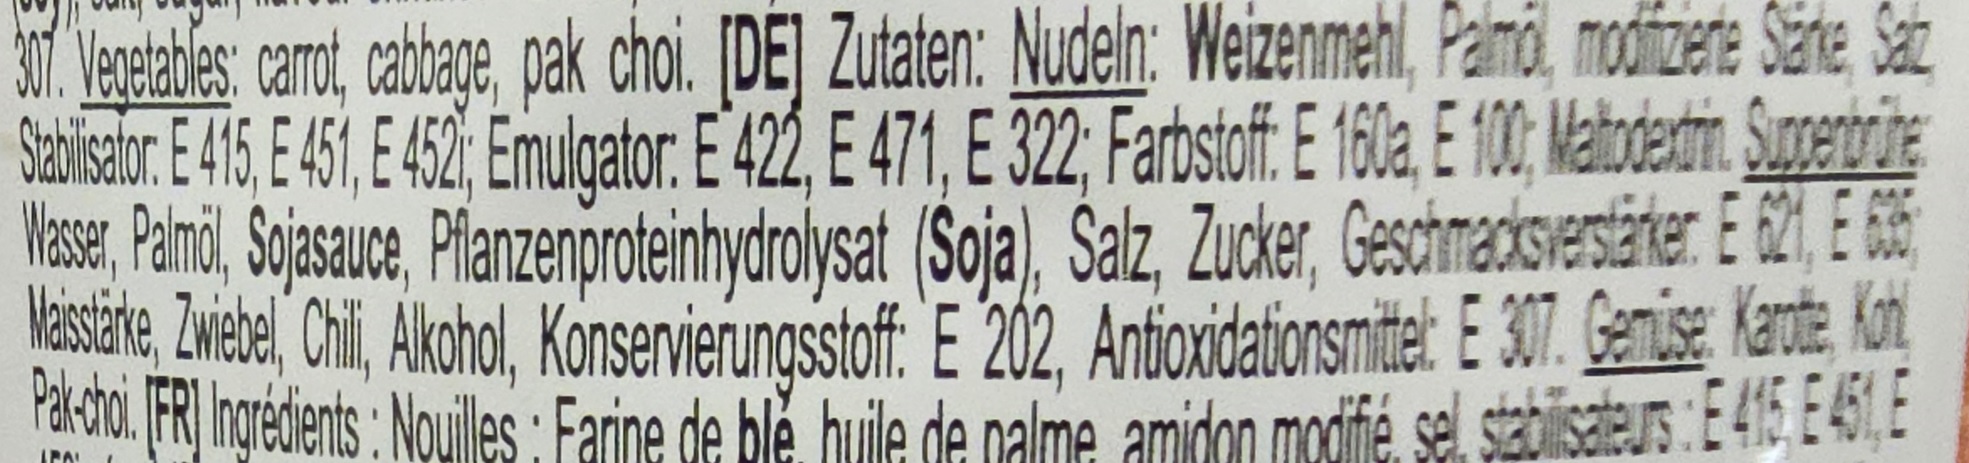 307. Vegetables: carrot, cabbage, pak choi. [DE] Zutaten: Nudeln: Weizenmehl, Palmöl, modifizierte Stärke, Salz,
Stabilisator: E 415, E 451, E 452i; Emulgator: E 422, E 471, E 322; Farbstoff: E 160a, E 100; Maltodextrin. Suppenbrühe:
Wasser, Palmöl, Sojasauce, Pflanzenproteinhydrolysat (Soja), Salz, Zucker, Geschmacksverstärker: E 621, E 635;
Maisstärke, Zwiebel, Chili, Alkohol, Konservierungsstoff: E 202, Antioxidationsmittel: E 307. Gemüse: Karotte, Kohl,
Pak-choi. [FR] Ingrédients : Nouilles : Farine de blé, huile de palme, amidon modifié, sel, stabilisateurs : E 415, E 451, E